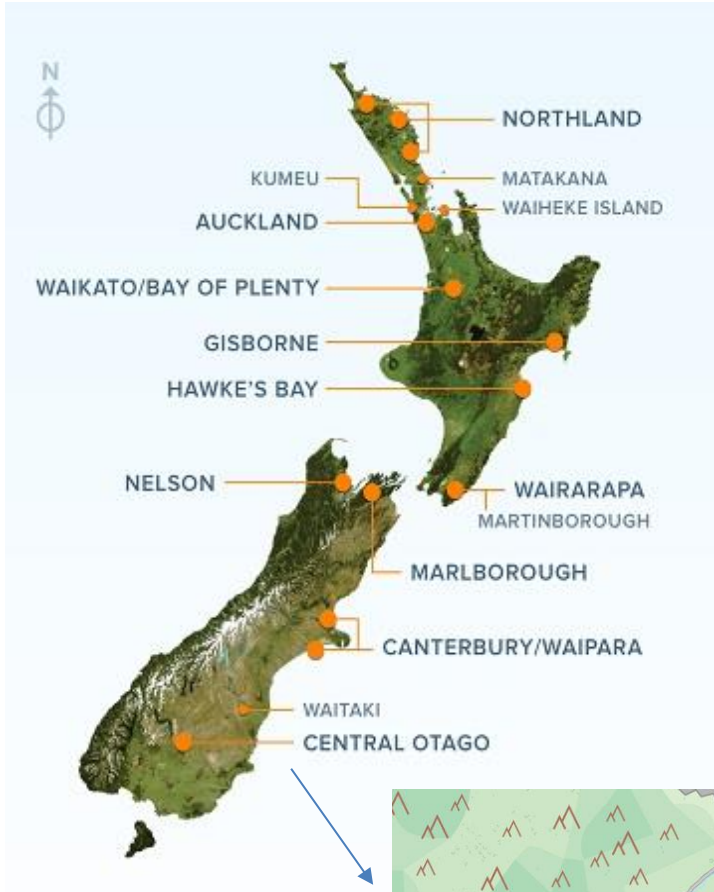 N
NORTHLAND
KUMEU
MATAKANA
WAIHEKE ISLAND
AUCKLAND
WAIKATO/BAY OF PLENTY
GISBORNE
HAWKE'S BAY
NELSON
WAIRARAPA
MARTINBOROUGH
MARLBOROUGH
CANTERBURY/WAIPARA
WAITAKI
CENTRAL OTAGO